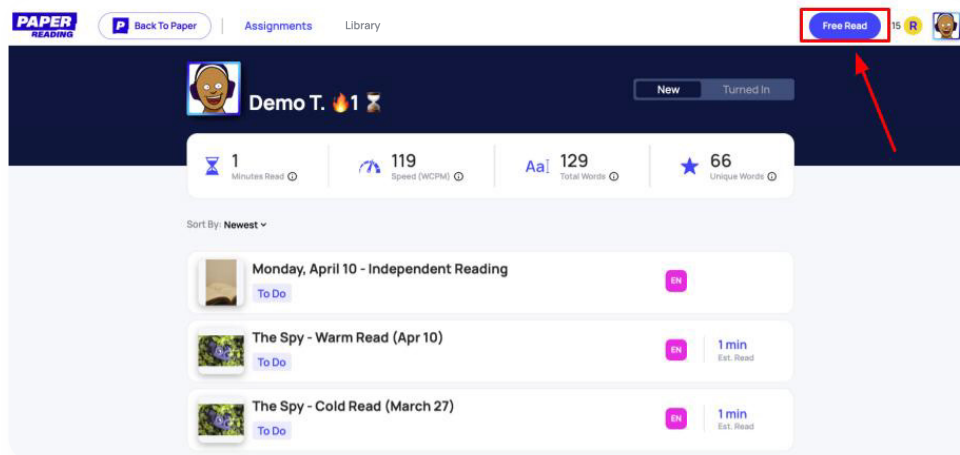 PAPER
READING
P Back To Paper
Assignments
Library
Free Read
15 R
Demo T. 🔥1 ⏳
New
Turned In
1
Minutes Read
119
Speed (WCPM)
Aa 129
Total Words
66
Unique Words
Sort By: Newest
Monday, April 10 - Independent Reading
To Do
EN
The Spy - Warm Read (Apr 10)
To Do
EN
1 min
Est. Read
The Spy - Cold Read (March 27)
To Do
EN
1 min
Est. Read